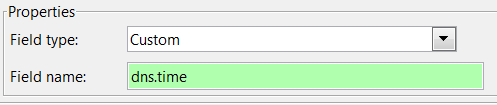 Properties
Field type: Custom
Field name: dns.time